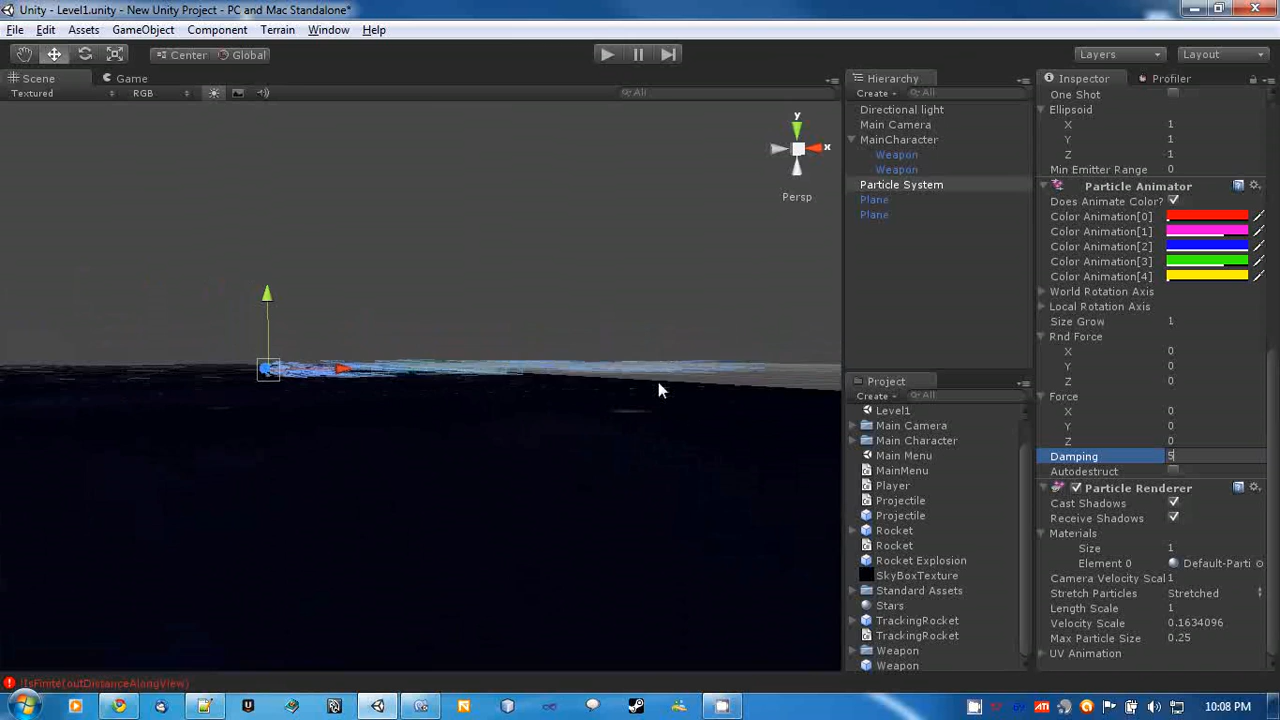 Unity - Level1.unity - New Unity Project - PC and Mac Standalone*
File Edit Assets GameObject Component Terrain Window Help
Center Global Layers Layout
Scene Game Hierarchy Inspector Profiler
Textured RGB All Create All
One Shot
Ellipsoid
X 1
Y 1
Z 1
Min Emitter Range 0
Particle Animator
Does Animate Color?
Color Animation[0]
Color Animation[1]
Color Animation[2]
Color Animation[3]
Color Animation[4]
World Rotation Axis
Local Rotation Axis
Size Grow 1
Rnd Force
X 0
Y 0
Z 0
Force
X 0
Y 0
Z 0
Damping 5
Autodestruct
Particle Renderer
Cast Shadows
Receive Shadows
Materials
Size 1
Element 0 Default-Parti
Camera Velocity Scal 1
Stretch Particles Stretched
Length Scale 1
Velocity Scale 0.1634096
Max Particle Size 0.25
UV Animation
Directional light
Main Camera
MainCharacter
Weapon
Weapon
Particle System
Plane
Plane
Project
Create All
Level1
Main Camera
Main Character
Main Menu
MainMenu
Player
Projectile
Projectile
Rocket
Rocket
Rocket Explosion
SkyBoxTexture
Standard Assets
Stars
TrackingRocket
TrackingRocket
Weapon
Weapon
y
x
Persp
!IsFinite(outDistanceAlongView)
10:08 PM